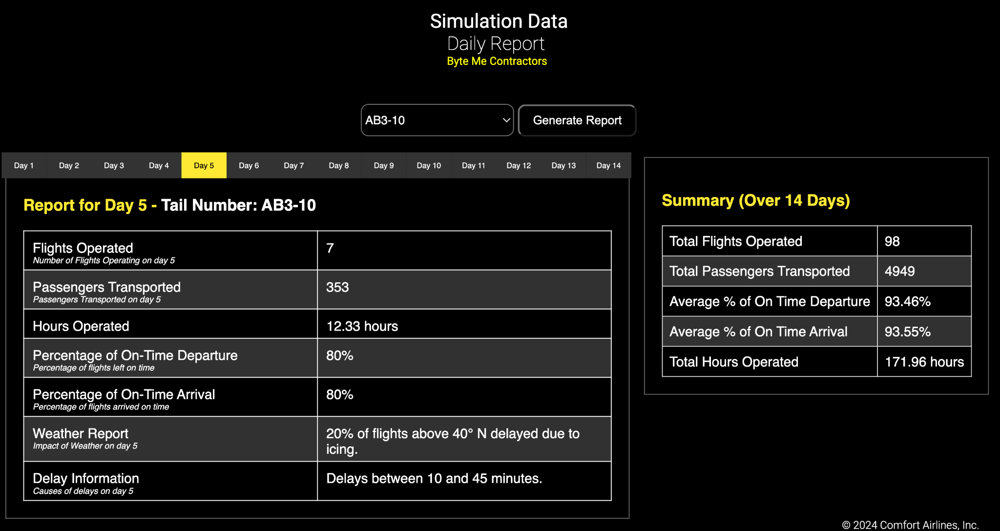 Simulation Data
Daily Report
Byte Me Contractors
AB3-10
Generate Report
Day 1
Day 2
Day 3
Day 4
Day 5
Day 6
Day 7
Day 8
Day 9
Day 10
Day 11
Day 12
Day 13
Day 14
Report for Day 5 - Tail Number: AB3-10
Flights Operated
Number of Flights Operating on day 5
7
Passengers Transported
Passengers Transported on day 5
353
Hours Operated
12.33 hours
Percentage of On-Time Departure
Percentage of flights left on time
80%
Percentage of On-Time Arrival
Percentage of flights arrived on time
80%
Weather Report
Impact of Weather on day 5
20% of flights above 40° N delayed due to
icing.
Delay Information
Causes of delays on day 5
Delays between 10 and 45 minutes.
Summary (Over 14 Days)
Total Flights Operated
98
Total Passengers Transported
4949
Average % of On Time Departure
93.46%
Average % of On Time Arrival
93.55%
Total Hours Operated
171.96 hours
© 2024 Comfort Airlines, Inc.